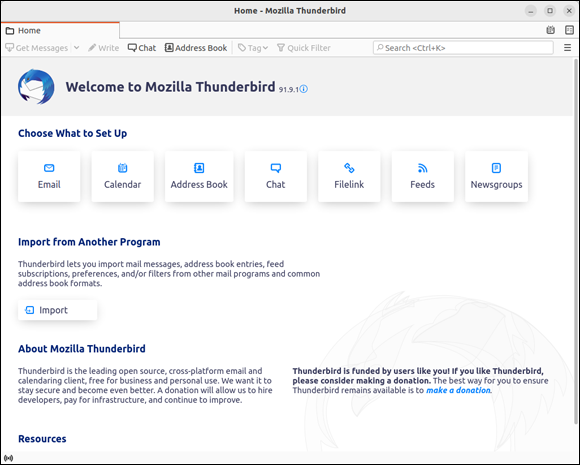 Home - Mozilla Thunderbird
Home
Get Messages Write Chat Address Book Tag Quick Filter Search <Ctrl+K>
Welcome to Mozilla Thunderbird 91.9.1
Choose What to Set Up
Email Calendar Address Book Chat Filelink Feeds Newsgroups
Import from Another Program
Thunderbird lets you import mail messages, address book entries, feed
subscriptions, preferences, and/or filters from other mail programs and common
address book formats.
Import
About Mozilla Thunderbird
Thunderbird is the leading open source, cross-platform email and
calendaring client, free for business and personal use. We want it to
stay secure and become even better. A donation will allow us to hire
developers, pay for infrastructure, and continue to improve.
Thunderbird is funded by users like you! If you like Thunderbird,
please consider making a donation. The best way for you to ensure
Thunderbird remains available is to make a donation.
Resources